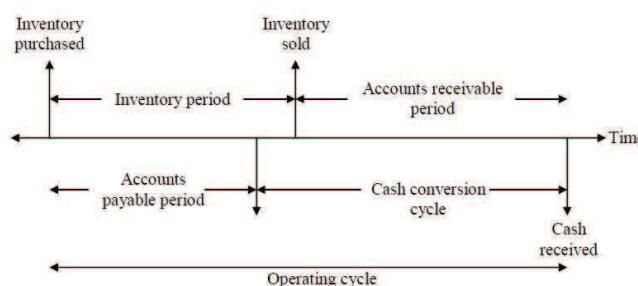 Inventory
purchased
Inventory
sold
Inventory period
Accounts receivable
period
Time
Accounts
payable period
Cash conversion
cycle
Cash
received
Operating cycle